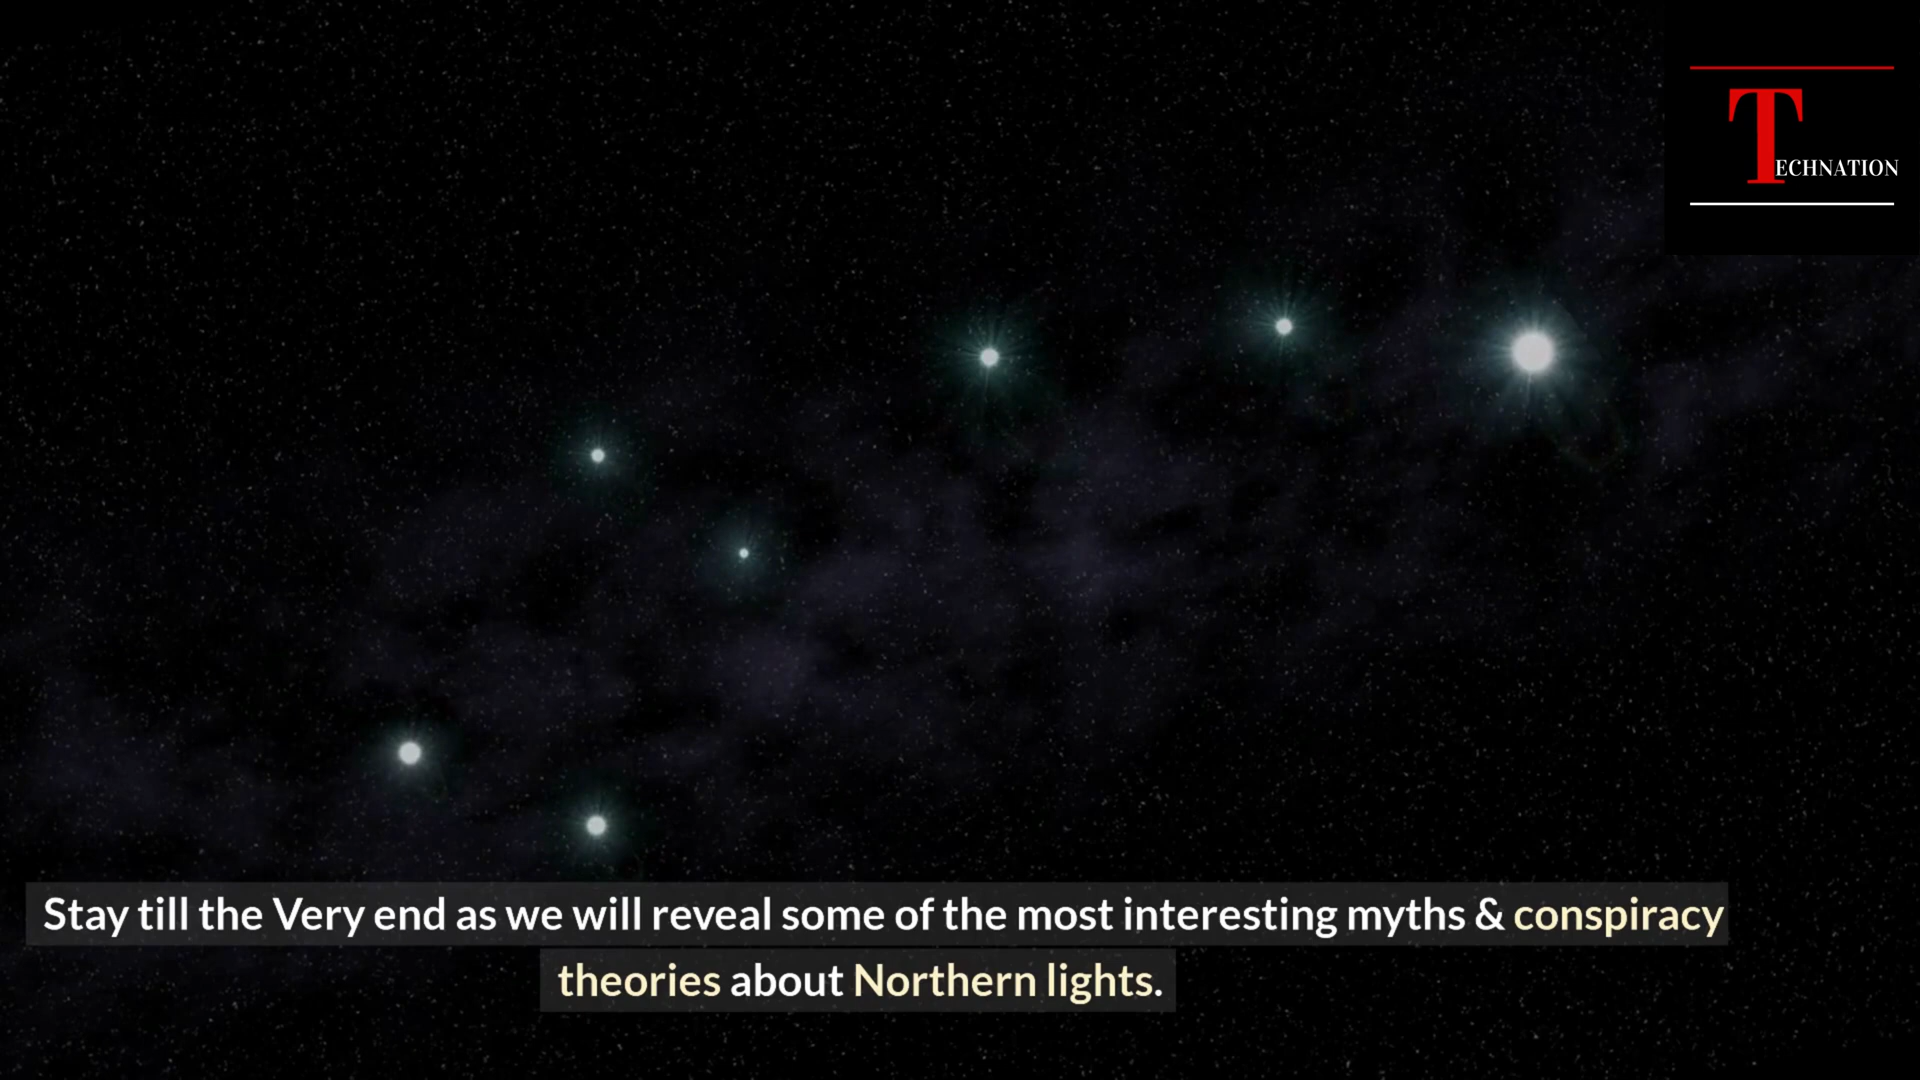 TECHNATION
Stay till the Very end as we will reveal some of the most interesting myths & conspiracy
theories about Northern lights.